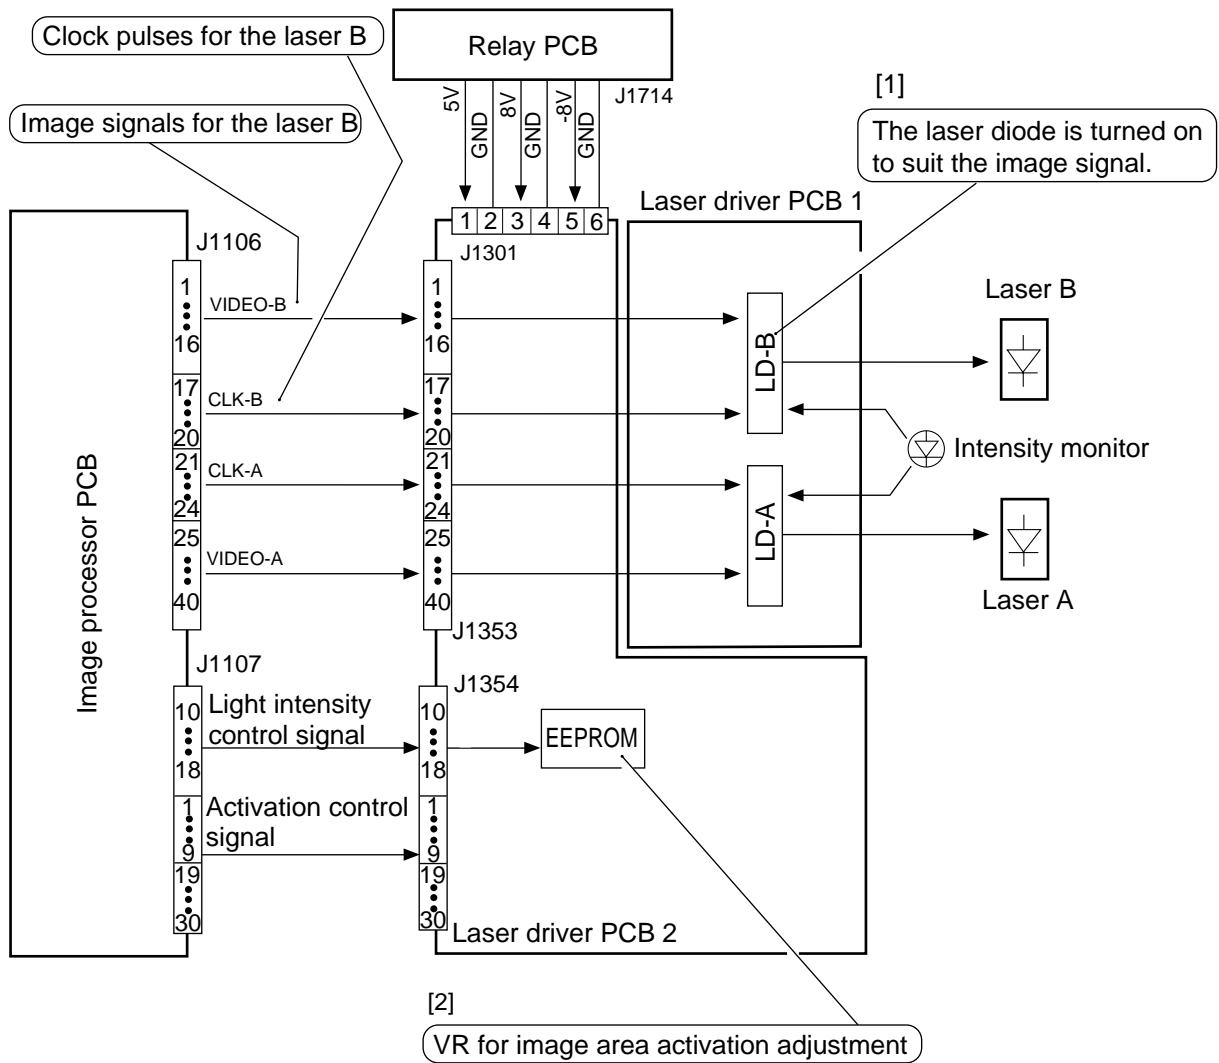 Clock pulses for the laser B
Relay PCB
J1714
5V
GND
8V
GND
-8V
GND
[1]
Image signals for the laser B
The laser diode is turned on
to suit the image signal.
Laser driver PCB 1
1 2 3 4 5 6
J1301
J1106
1
16
VIDEO-B
1
16
LD-B
Laser B
17
20
CLK-B
17
20
Intensity monitor
21
24
CLK-A
21
24
LD-A
25
40
VIDEO-A
25
40
Laser A
J1353
Image processor PCB
J1107
J1354
10
18
Light intensity
control signal
10
18
EEPROM
1
9
Activation control
signal
1
9
19
30
19
30
Laser driver PCB 2
[2]
VR for image area activation adjustment